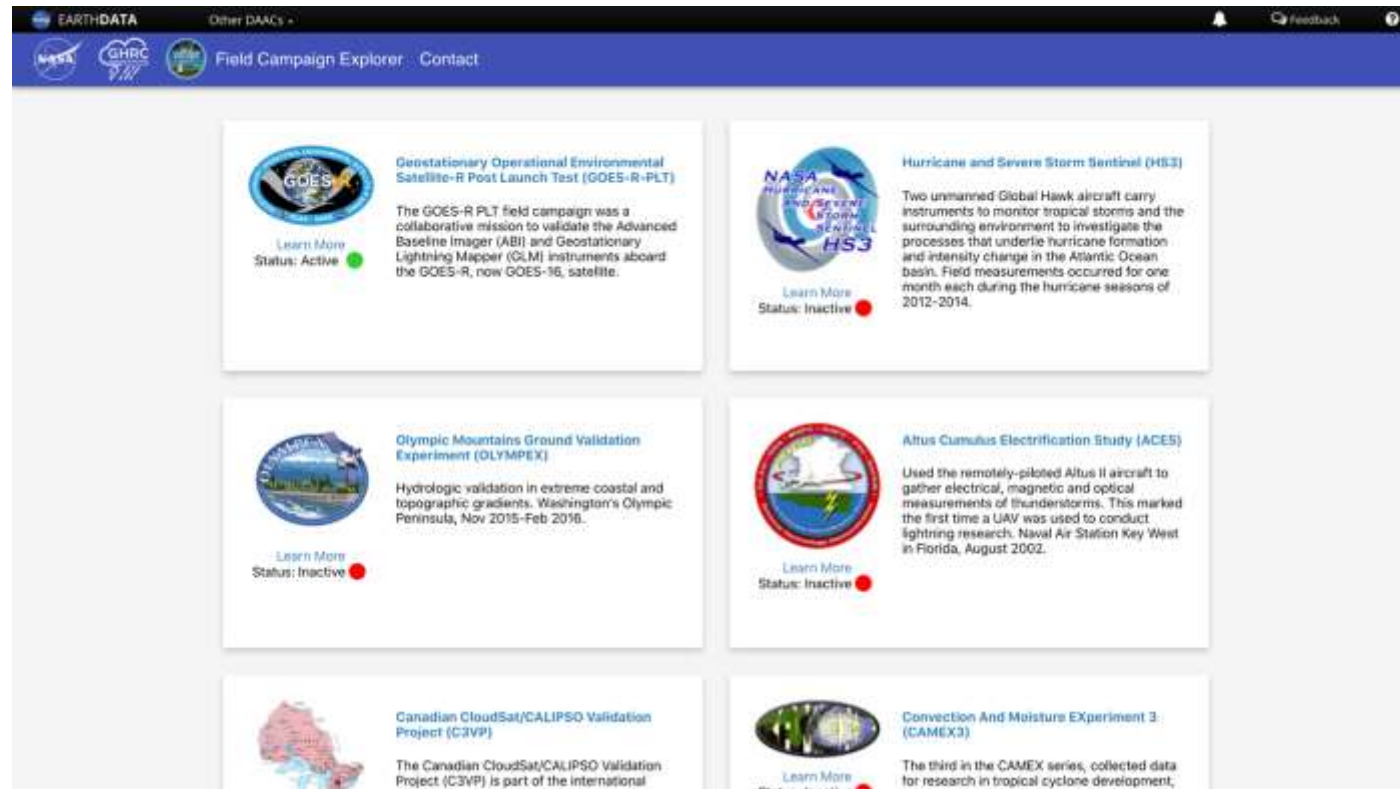 EARTHDATA
Other DAACs
Feedback
NASA
GHRC
Field Campaign Explorer
Contact
GOES-R
Learn More
Status: Active
Geostationary Operational Environmental
Satellite-R Post Launch Test (GOES-R-PLT)
The GOES-R PLT field campaign was a
collaborative mission to validate the Advanced
Baseline Imager (ABI) and Geostationary
Lightning Mapper (GLM) instruments aboard
the GOES-R, now GOES-16, satellite.
NASA
HURRICANE
AND SEVERE
STORM
SENTINEL
HS3
Learn More
Status: Inactive
Hurricane and Severe Storm Sentinel (HS3)
Two unmanned Global Hawk aircraft carry
instruments to monitor tropical storms and the
surrounding environment to investigate the
processes that underlie hurricane formation
and intensity change in the Atlantic Ocean
basin. Field measurements occurred for one
month each during the hurricane seasons of
2012-2014.
OLYMPEX
Learn More
Status: Inactive
Olympic Mountains Ground Validation
Experiment (OLYMPEX)
Hydrologic validation in extreme coastal and
topographic gradients. Washington's Olympic
Peninsula, Nov 2015-Feb 2016.
Learn More
Status: Inactive
Altus Cumulus Electrification Study (ACES)
Used the remotely-piloted Altus II aircraft to
gather electrical, magnetic and optical
measurements of thunderstorms. This marked
the first time a UAV was used to conduct
lightning research. Naval Air Station Key West
in Florida, August 2002.
Canadian CloudSat/CALIPSO Validation
Project (C3VP)
The Canadian CloudSat/CALIPSO Validation
Project (C3VP) is part of the international
Learn More
Convection And Moisture EXperiment 3
(CAMEX3)
The third in the CAMEX series, collected data
for research in tropical cyclone development,